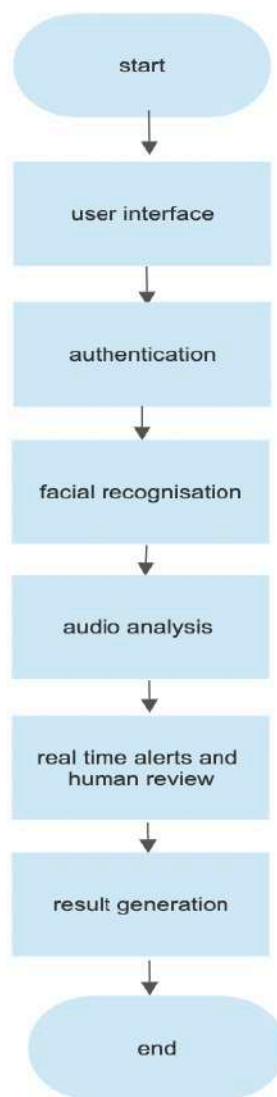 start
user interface
authentication
facial recognisation
audio analysis
real time alerts and
human review
result generation
end